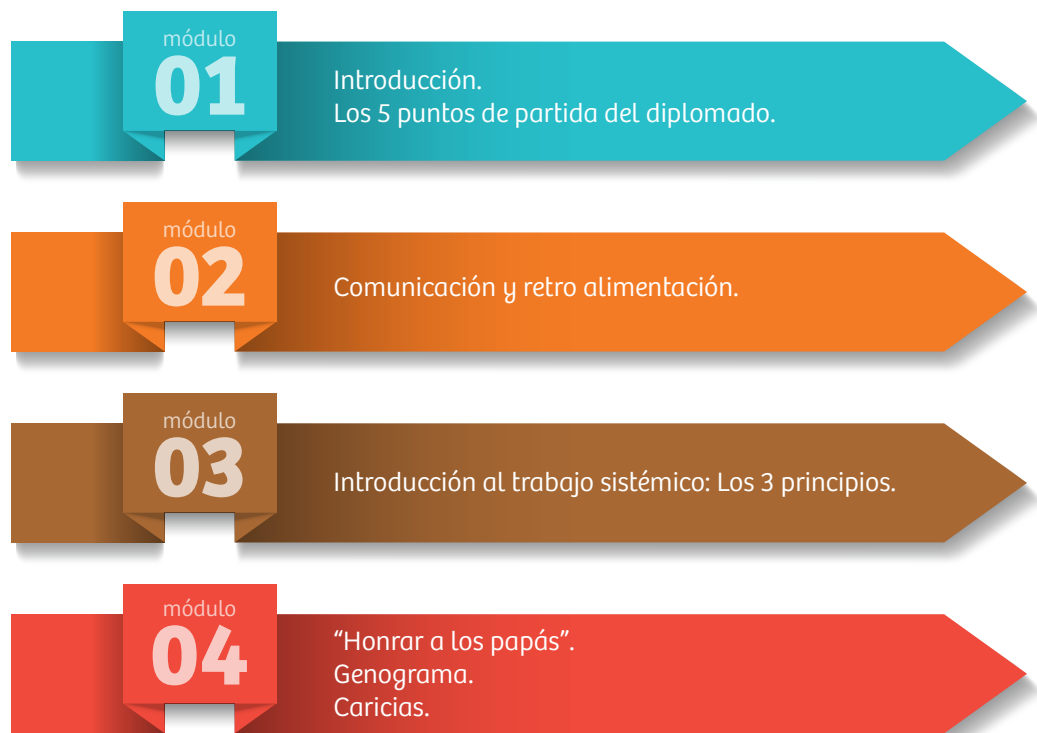 módulo
01
Introducción.
Los 5 puntos de partida del diplomado.
módulo
02
Comunicación y retro alimentación.
módulo
03
Introducción al trabajo sistémico: Los 3 principios.
módulo
04
“Honrar a los papás”.
Genograma.
Caricias.